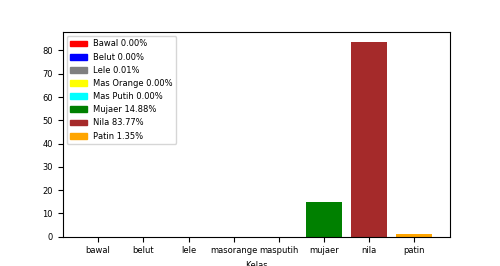 80
70
60
50
40
30
20
10
0
Bawal 0.00%
Belut 0.00%
Lele 0.01%
Mas Orange 0.00%
Mas Putih 0.00%
Mujaer 14.88%
Nila 83.77%
Patin 1.35%
bawal belut lele masorange masputih mujaer nila patin
Kelas